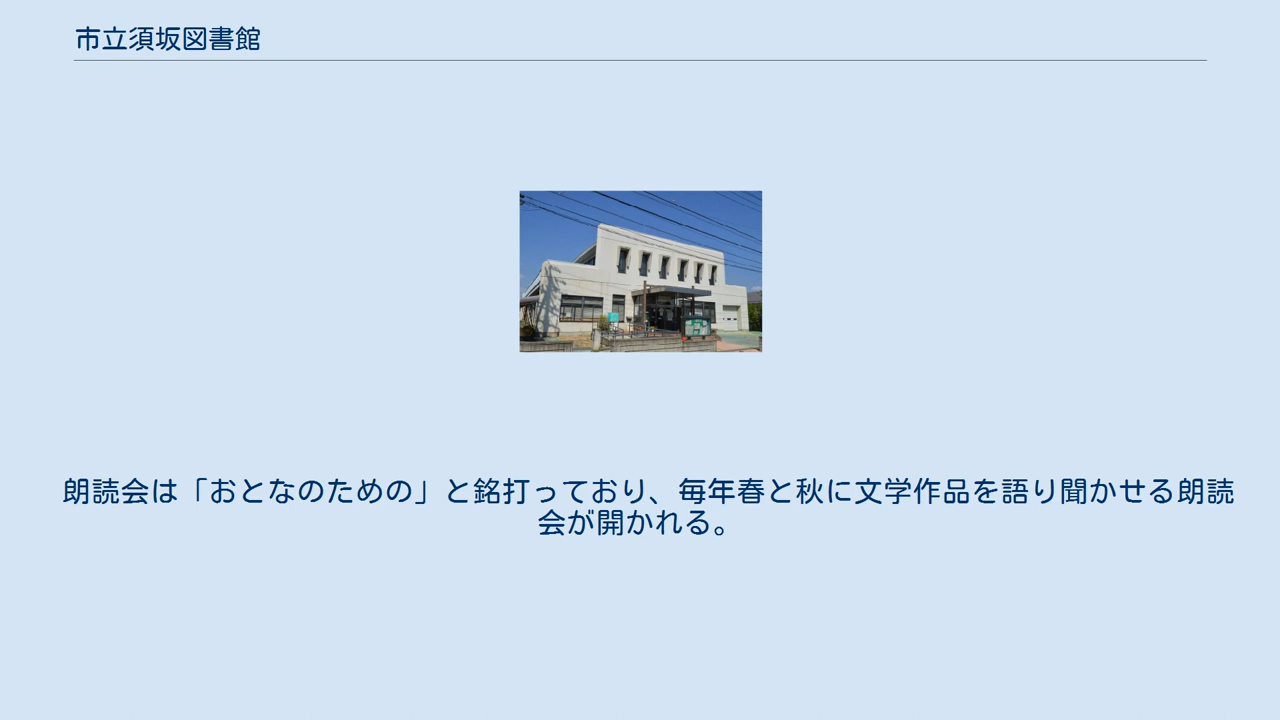 市立須坂図書館
朗読会は「おとなのための」と銘打っており、毎年春と秋に文学作品を語り聞かせる朗読
会が開かれる。